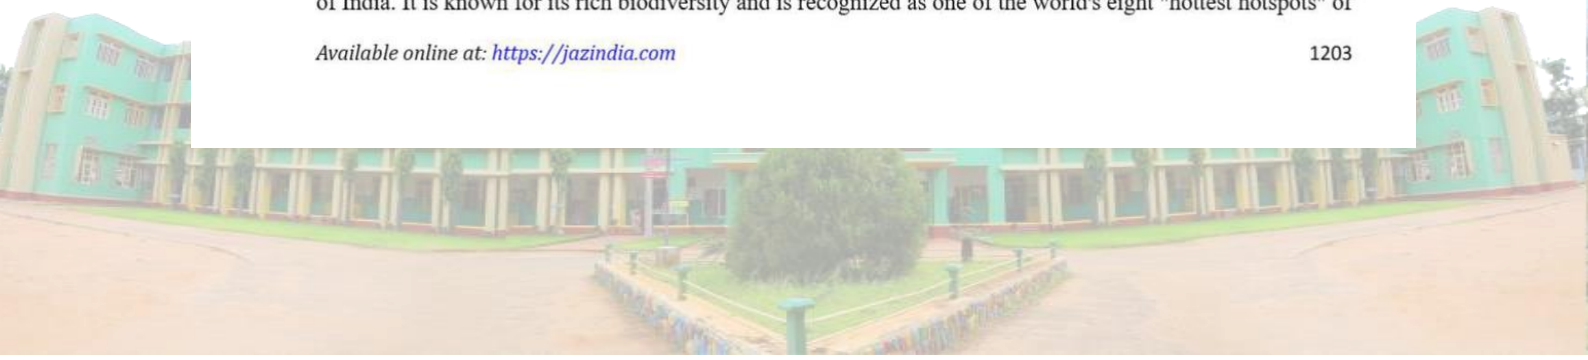 of India. It is known for its rich biodiversity and is recognized as one of the world's eight "hottest hotspots" of
Available online at: https://jazindia.com
1203